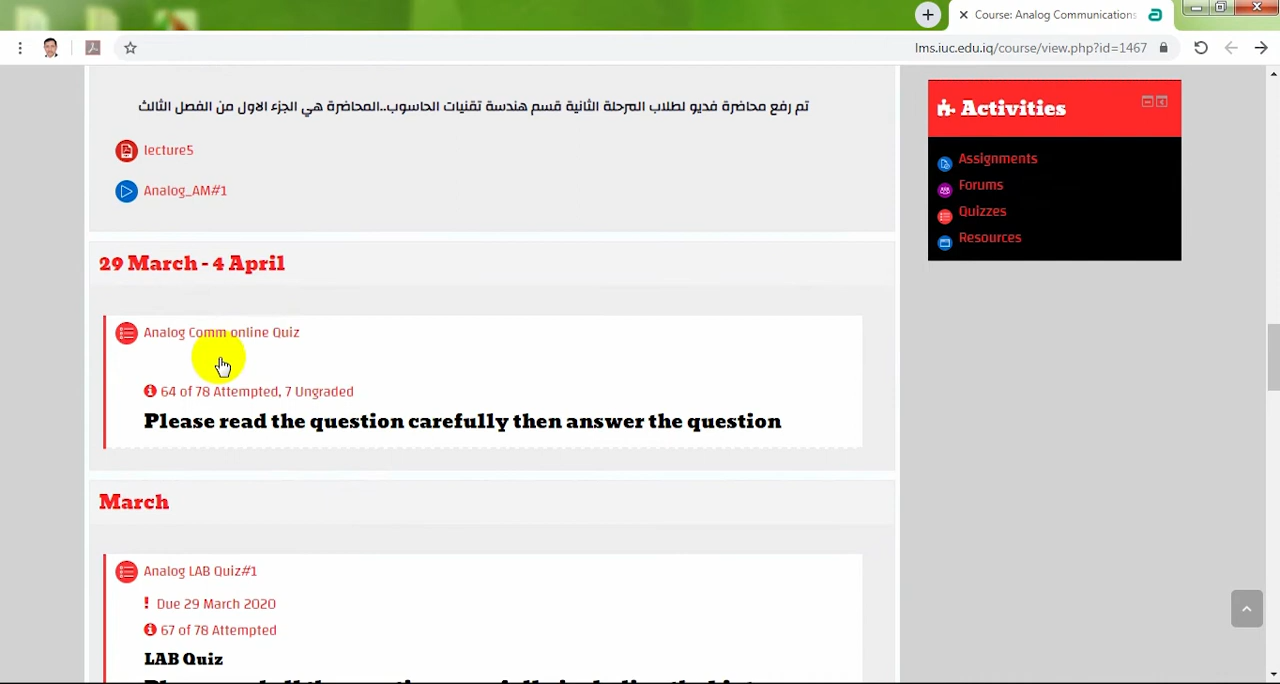 Course: Analog Communications
lms.iuc.edu.iq/course/view.php?id=1467
تم رفع محاضرة فديو لطلاب المرحلة الثانية قسم هندسة تقنيات الحاسوب..المحاضرة هي الجزء الاول من الفصل الثالث
lecture5
Analog_AM#1
29 March - 4 April
Analog Comm online Quiz
64 of 78 Attempted, 7 Ungraded
Please read the question carefully then answer the question
March
Analog LAB Quiz#1
Due 29 March 2020
67 of 78 Attempted
LAB Quiz
Activities
Assignments
Forums
Quizzes
Resources